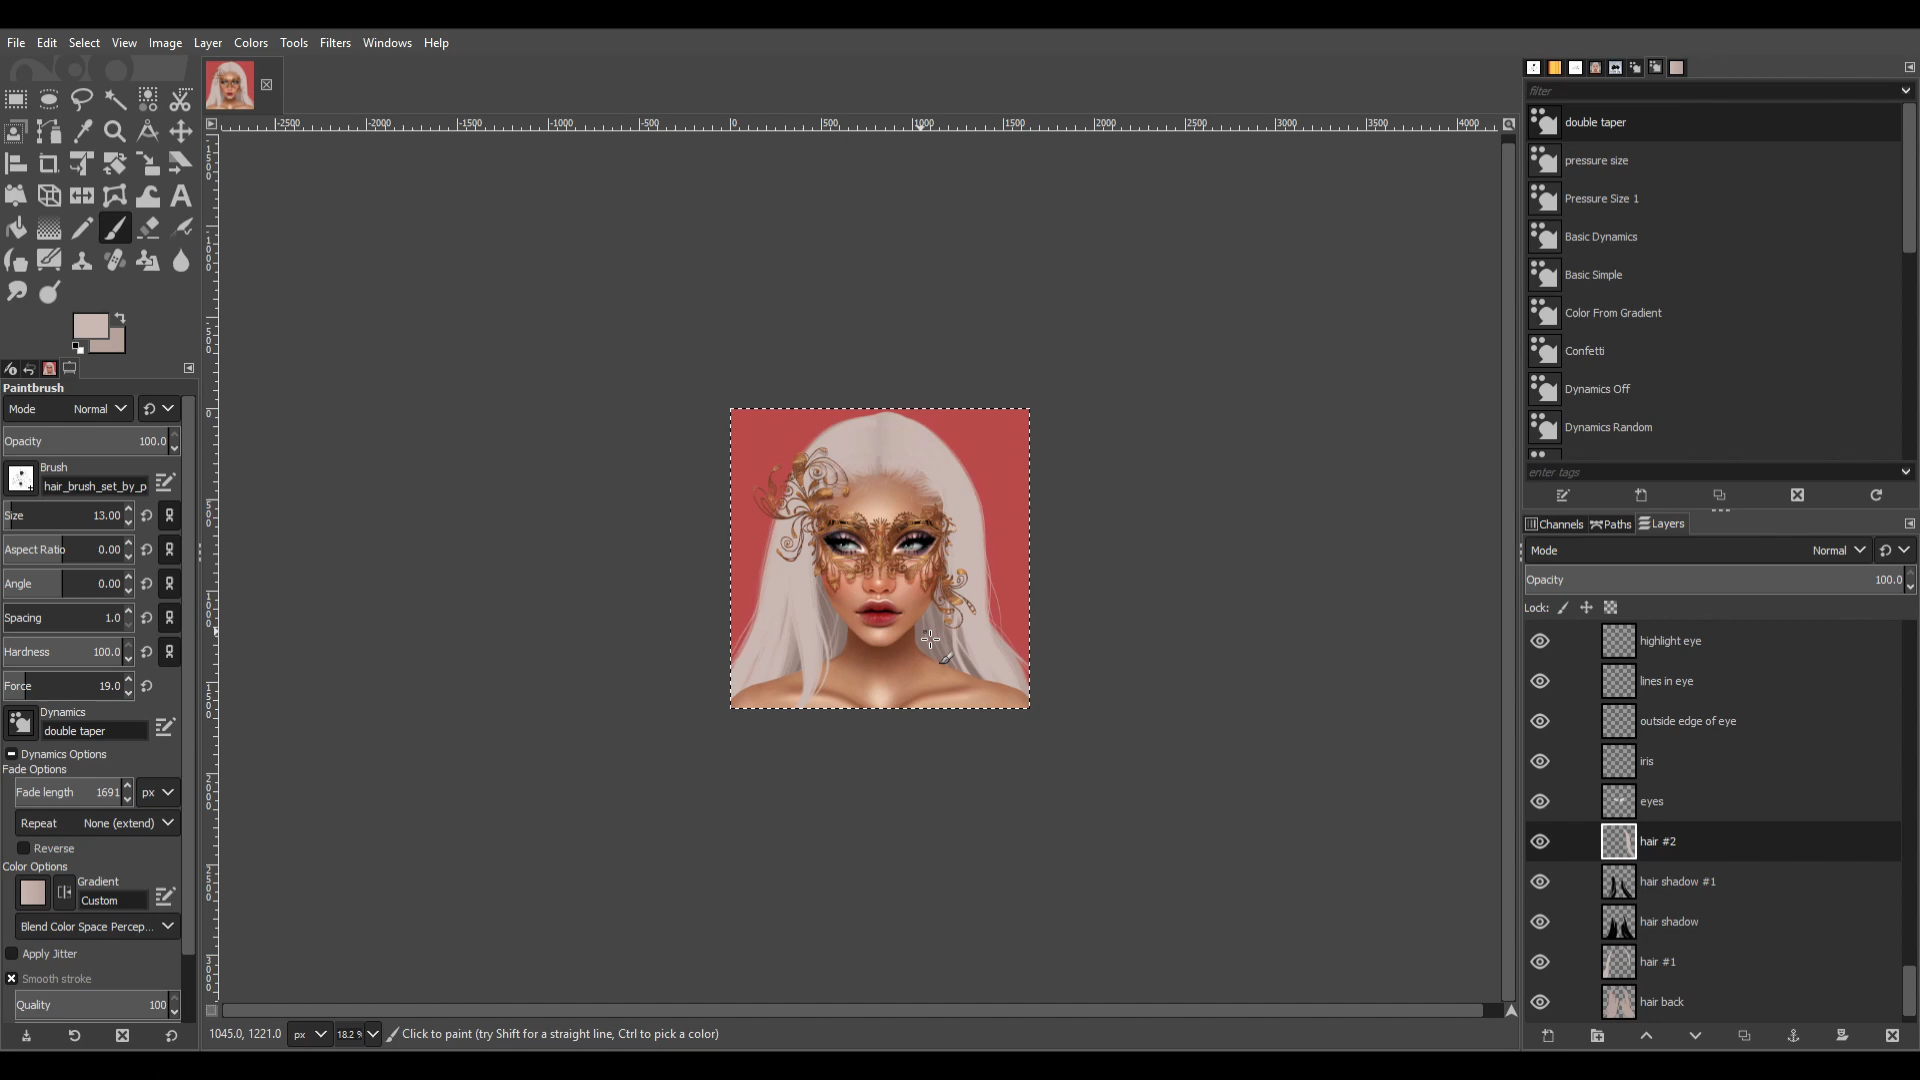 File Edit Select View Image Layer Colors Tools Filters Windows Help
-2500 -2000 -1500 -1000 -500 0 500 1000 1500 2000 2500 3000 3500 4000
Paintbrush
Mode Normal
Opacity 100.0
Brush
hair_brush_set_by_p
Size 13.00
Aspect Ratio 0.00
Angle 0.00
Spacing 1.0
Hardness 100.0
Force 19.0
Dynamics
double taper
Dynamics Options
Fade Options
Fade length 1691 px
Repeat None (extend)
Reverse
Color Options
Gradient
Custom
Blend Color Space Percep...
Apply Jitter
Smooth stroke
Quality 100
1045.0, 1221.0 px 18.2 % Click to paint (try Shift for a straight line, Ctrl to pick a color)
filter
double taper
pressure size
Pressure Size 1
Basic Dynamics
Basic Simple
Color From Gradient
Confetti
Dynamics Off
Dynamics Random
enter tags
Channels Paths Layers
Mode Normal
Opacity 100.0
Lock:
highlight eye
lines in eye
outside edge of eye
iris
eyes
hair #2
hair shadow #1
hair shadow
hair #1
hair back